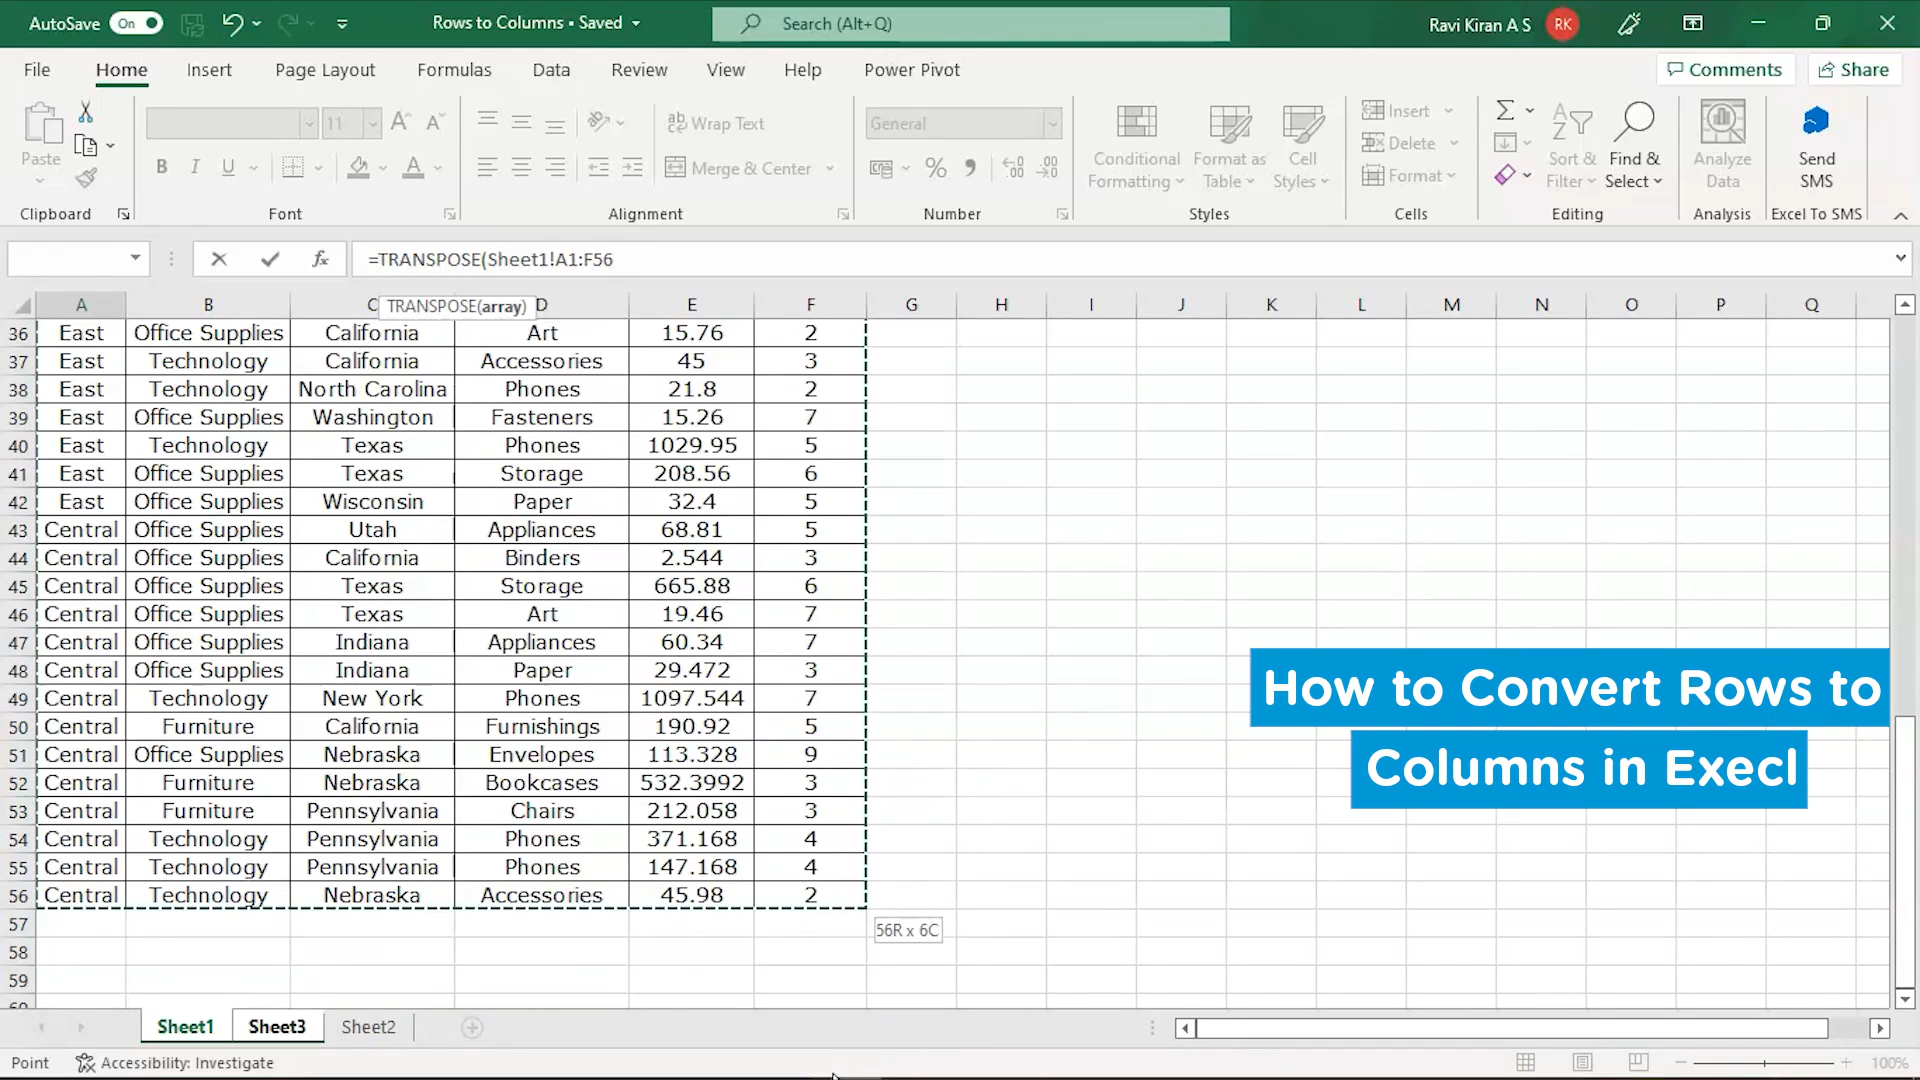 AutoSave On Rows to Columns • Saved Search (Alt+Q) Ravi Kiran A S RK
File Home Insert Page Layout Formulas Data Review View Help Power Pivot Comments Share
Paste 11 Wrap Text General Conditional Formatting Format as Table Cell Styles Insert Sort & Filter Find & Select Analyze Data Send SMS
B I U Merge & Center % Delete
Format
Clipboard Font Alignment Number Styles Cells Editing Analysis Excel To SMS
fx =TRANSPOSE(Sheet1!A1:F56
TRANSPOSE(array)
A B C D E F G H I J K L M N O P Q
36 East Office Supplies California Art 15.76 2
37 East Technology California Accessories 45 3
38 East Technology North Carolina Phones 21.8 2
39 East Office Supplies Washington Fasteners 15.26 7
40 East Technology Texas Phones 1029.95 5
41 East Office Supplies Texas Storage 208.56 6
42 East Office Supplies Wisconsin Paper 32.4 5
43 Central Office Supplies Utah Appliances 68.81 5
44 Central Office Supplies California Binders 2.544 3
45 Central Office Supplies Texas Storage 665.88 6
46 Central Office Supplies Texas Art 19.46 7
47 Central Office Supplies Indiana Appliances 60.34 7
48 Central Office Supplies Indiana Paper 29.472 3
49 Central Technology New York Phones 1097.544 7
50 Central Furniture California Furnishings 190.92 5
51 Central Office Supplies Nebraska Envelopes 113.328 9
52 Central Furniture Nebraska Bookcases 532.3992 3
53 Central Furniture Pennsylvania Chairs 212.058 3
54 Central Technology Pennsylvania Phones 371.168 4
55 Central Technology Pennsylvania Phones 147.168 4
56 Central Technology Nebraska Accessories 45.98 2
57
58
59
56R x 6C
How to Convert Rows to
Columns in Execl
Sheet1 Sheet3 Sheet2
Point Accessibility: Investigate 100%